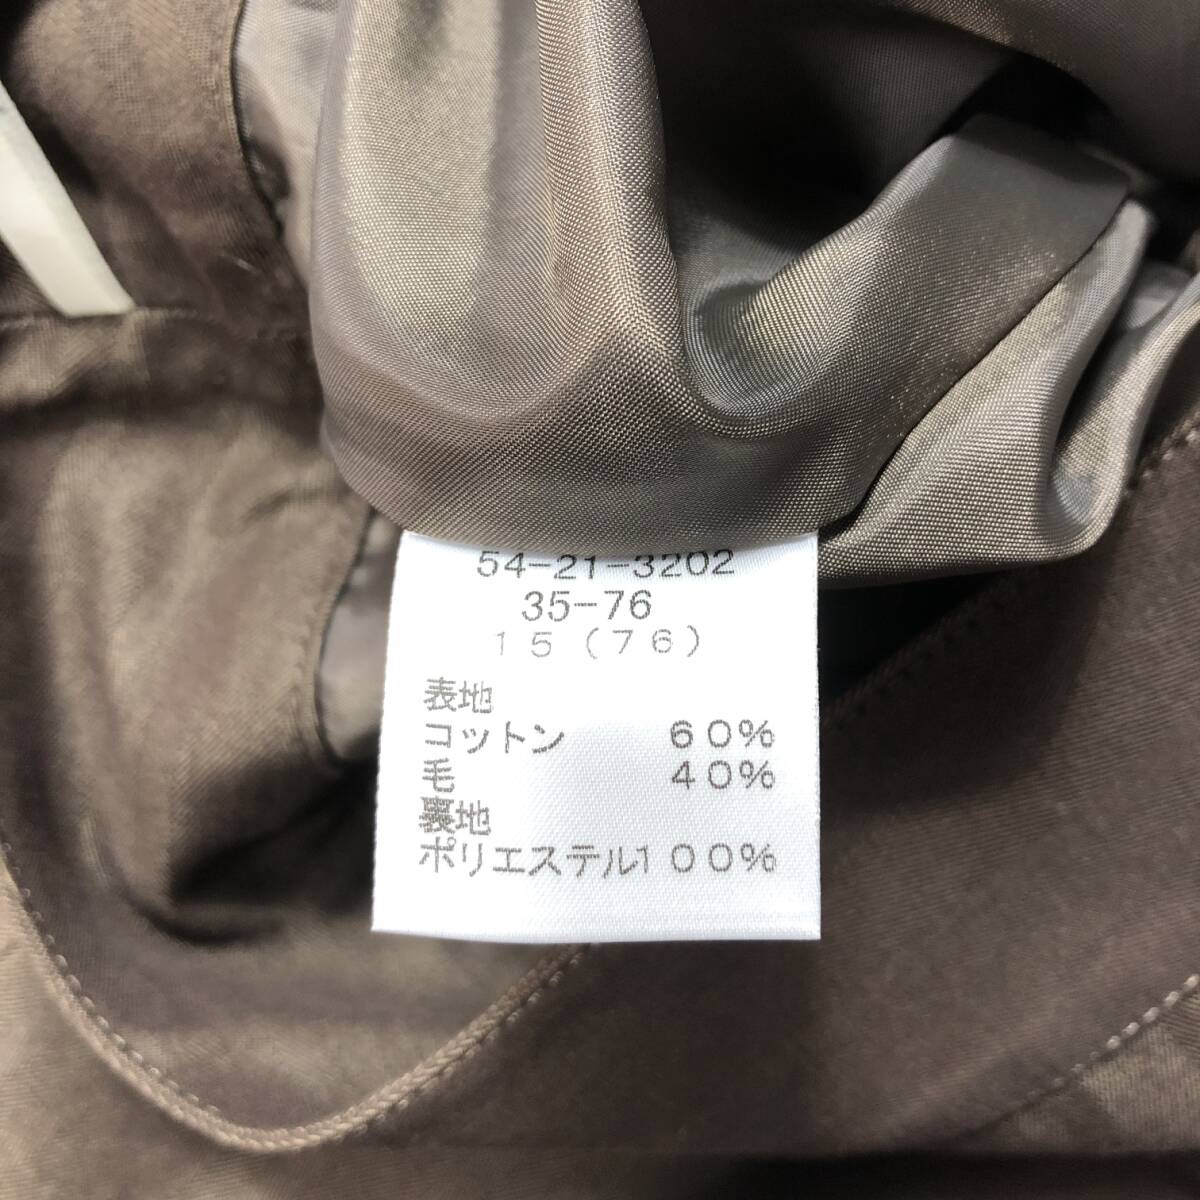 54-21-3202
35-76
15(76)
表地
コットン 60%
毛 40%
裏地
ポリエステル100%